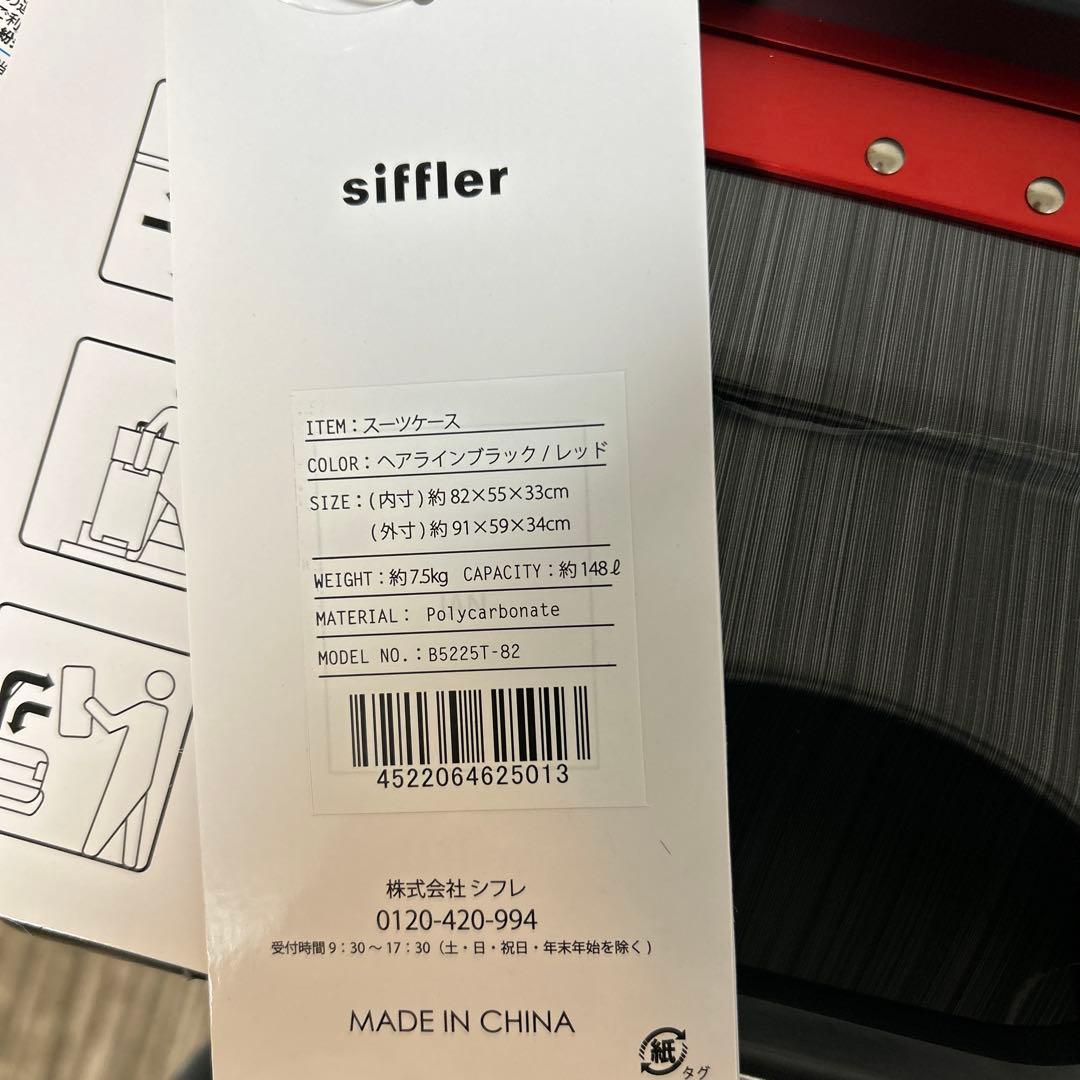 siffler
ITEM：スーツケース
COLOR：ヘアラインブラック / レッド
SIZE：( 内寸 ) 約 82×55×33cm
( 外寸 ) 約 91×59×34cm
WEIGHT：約7.5kg CAPACITY：約148ℓ
MATERIAL： Polycarbonate
MODEL NO.：B5225T-82
4522064625013
株式会社 シフレ
0120-420-994
受付時間 9：30 ～ 17：30（土・日・祝日・年末年始を除く）
MADE IN CHINA
紙
タグ